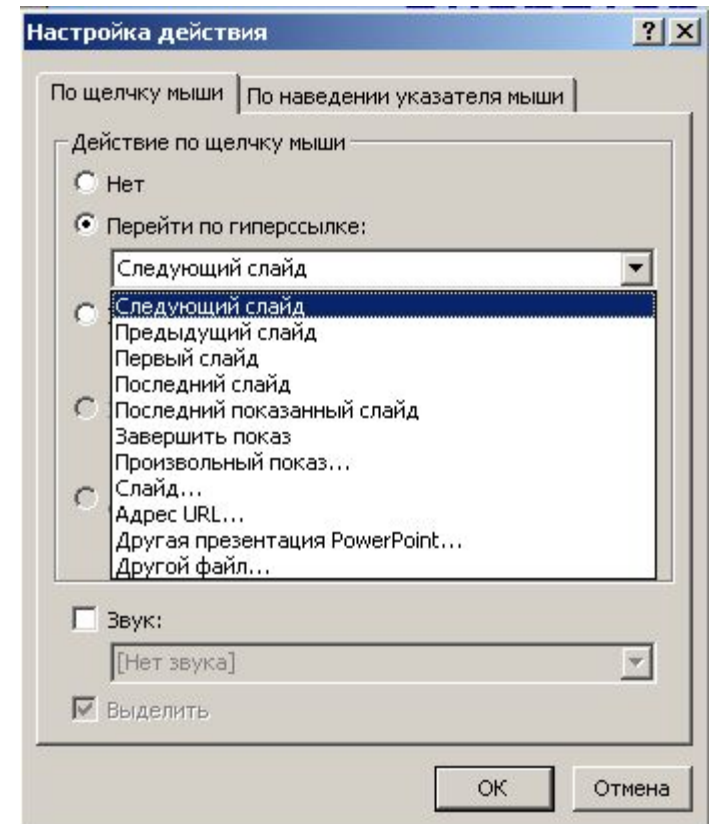 Настройка действия
По щелчку мыши По наведении указателя мыши
Действие по щелчку мыши
Нет
Перейти по гиперссылке:
Следующий слайд
Следующий слайд
Предыдущий слайд
Первый слайд
Последний слайд
Последний показанный слайд
Завершить показ
Произвольный показ...
Слайд...
Адрес URL...
Другая презентация PowerPoint...
Другой файл...
Звук:
[Нет звука]
Выделить
ОК Отмена